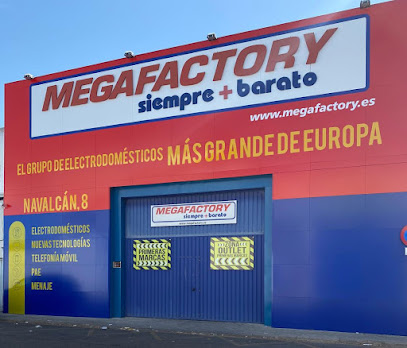 MEGAFACTORY
siempre + barato
www.megafactory.es
EL GRUPO DE ELECTRODOMÉSTICOS MÁS GRANDE DE EUROPA
NAVALCÁN, 8
ELECTRODOMÉSTICOS
NUEVAS TECNOLOGÍAS
TELEFONÍA MÓVIL
PAE
MENAJE
MEGAFACTORY
siempre + barato
PRIMERAS
MARCAS
ZONA
OUTLET